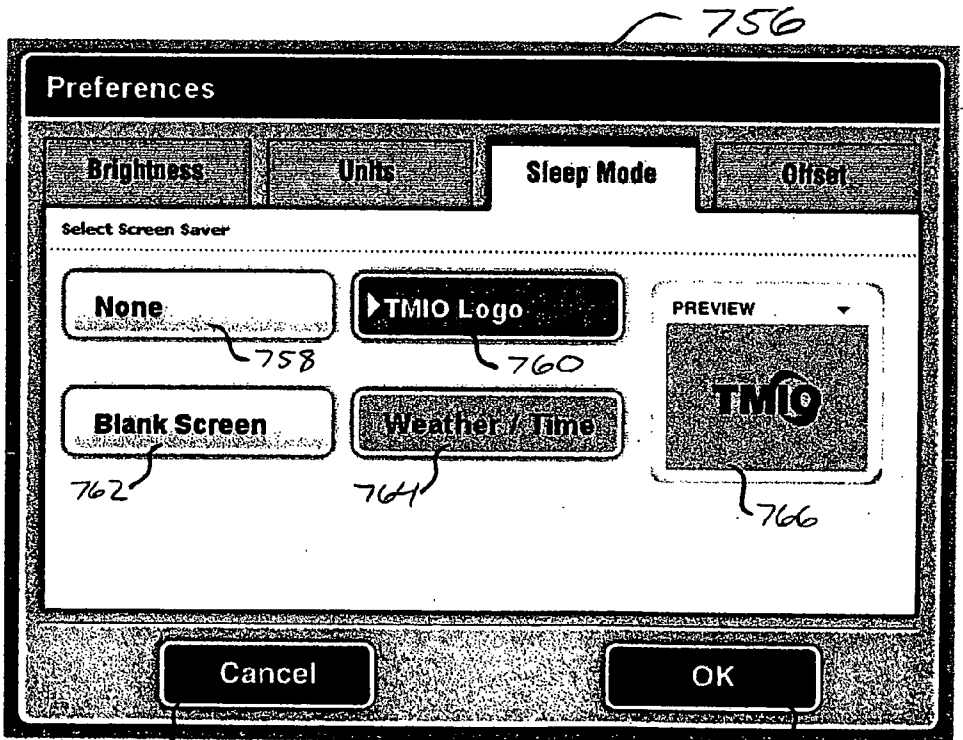 756
Preferences
Brightness Units Sleep Mode Offset
Select Screen Saver
None TMIO Logo PREVIEW
758 760 TMIO
Blank Screen Weather / Time
762 764 766
Cancel OK